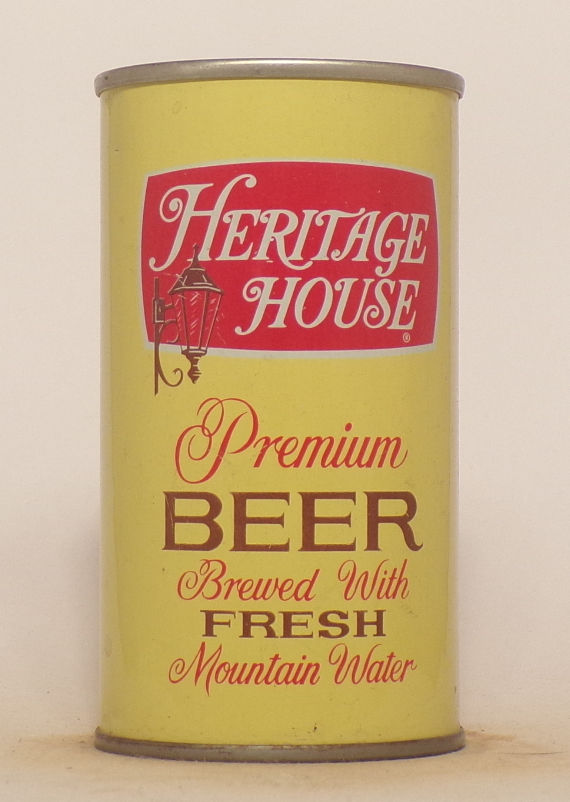 HERITAGE
HOUSE ®
Premium
BEER
Brewed With
FRESH
Mountain Water